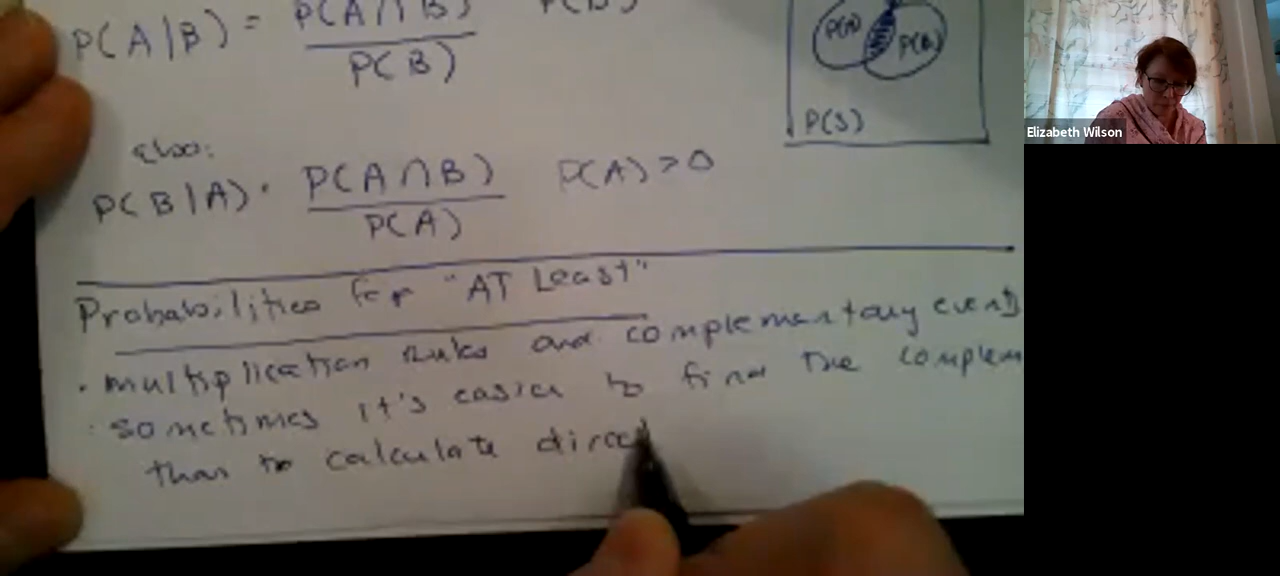 P(A|B) = P(A∩B) / P(B)
P(A)
P(B)
P(S)
Elizabeth Wilson
also:
P(B|A) = P(A∩B) / P(A) P(A) > 0
Probabilities for "AT Least"
• multiplication rules and complementary events
• sometimes it's easier to find the complem
than to calculate direct